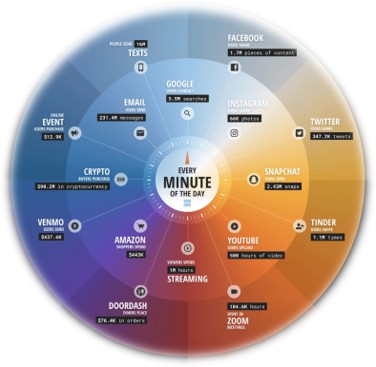 PEOPLE SEND 16M
TEXTS
FACEBOOK
USERS SHARE
1.7M pieces of content
GOOGLE
USERS CONDUCT
5.9M searches
EMAIL
USERS SEND
231.4M messages
INSTAGRAM
USERS SHARE
66K photos
ONLINE
EVENT
USERS PURCHASE
$12.9K
TWITTER
USERS SHARE
347.2K tweets
EVERY
MINUTE
OF THE DAY
CRYPTO
BUYERS PURCHASE
$90.2M in cryptocurrency
SNAPCHAT
USERS SEND
2.43M snaps
VENMO
USERS SEND
$437.6K
AMAZON
SHOPPERS SPEND
$443K
VIEWERS SPEND
1M hours
STREAMING
YOUTUBE
USERS UPLOAD
500 hours of video
TINDER
USERS SWIPE
1.1M times
DOORDASH
DINERS PLACE
$76.4K in orders
104.6K hours
SPENT IN
ZOOM
MEETINGS